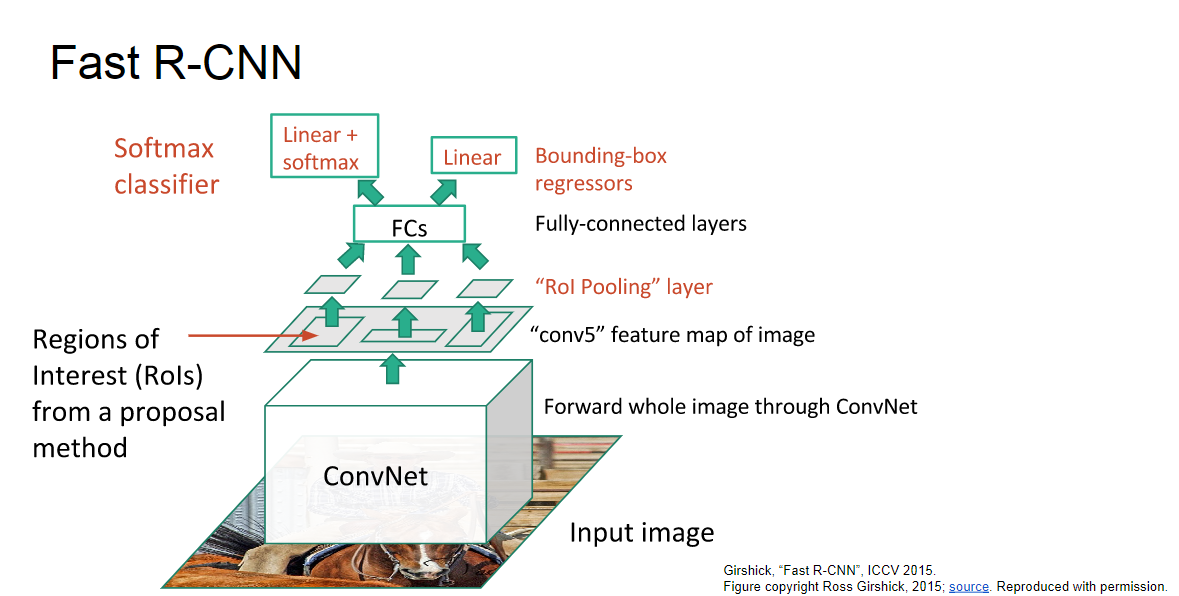 Fast R-CNN
Softmax
classifier
Linear +
softmax
Linear
Bounding-box
regressors
FCs
Fully-connected layers
“RoI Pooling” layer
Regions of
Interest (RoIs)
from a proposal
method
“conv5” feature map of image
Forward whole image through ConvNet
ConvNet
Input image
Girshick, “Fast R-CNN”, ICCV 2015.
Figure copyright Ross Girshick, 2015; source. Reproduced with permission.